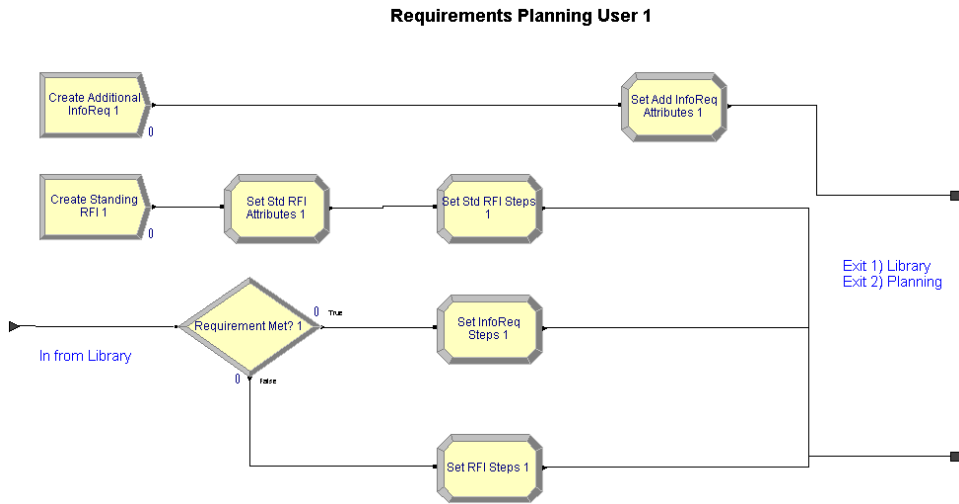 Requirements Planning User 1
Create Additional
InfoReq 1
0
Set Add InfoReq
Attributes 1
Create Standing
RFI 1
0
Set Std RFI
Attributes 1
Set Std RFI Steps
1
Exit 1) Library
Exit 2) Planning
In from Library
Requirement Met? 1
0
True
0
False
Set InfoReq
Steps 1
Set RFI Steps 1